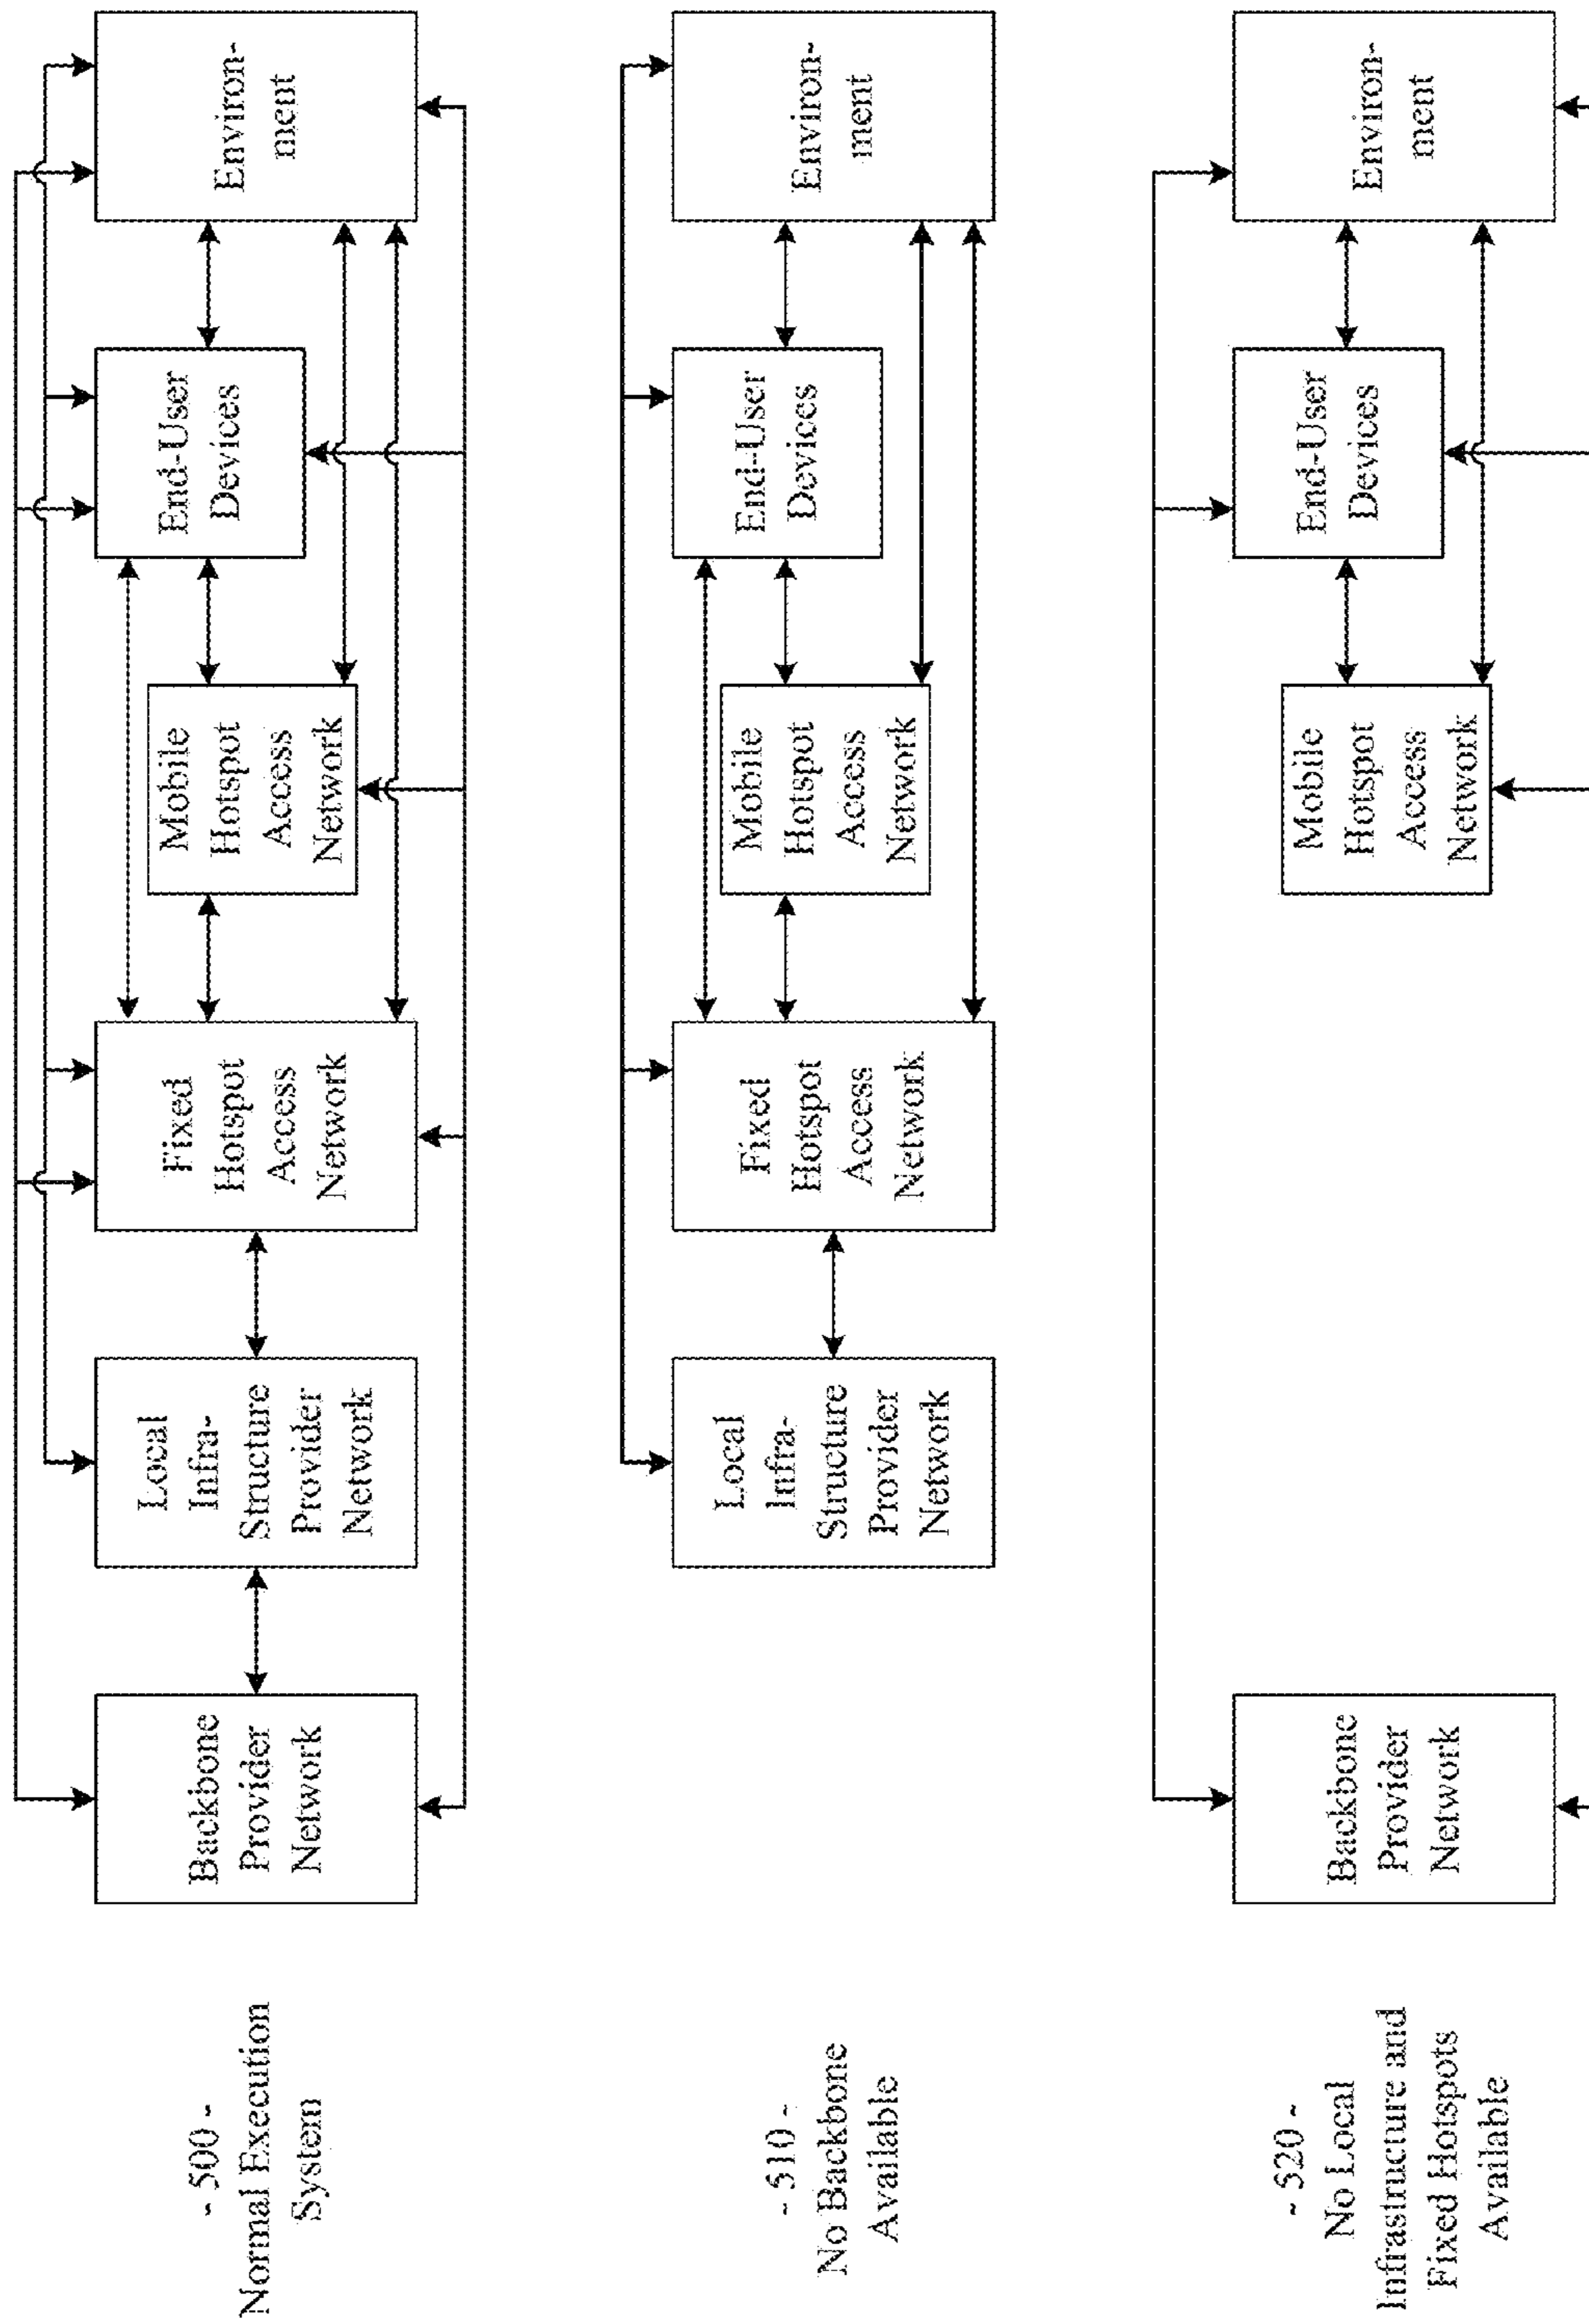 - 500 -
Normal Execution
System
Backbone
Provider
Network
Local
Infra-
Structure
Provider
Network
Fixed
Hotspot
Access
Network
Mobile
Hotspot
Access
Network
End-User
Devices
Environ-
ment
- 510 -
No Backbone
Available
Local
Infra-
Structure
Provider
Network
Fixed
Hotspot
Access
Network
Mobile
Hotspot
Access
Network
End-User
Devices
Environ-
ment
- 520 -
No Local
Infrastructure and
Fixed Hotspots
Available
Backbone
Provider
Network
Mobile
Hotspot
Access
Network
End-User
Devices
Environ-
ment